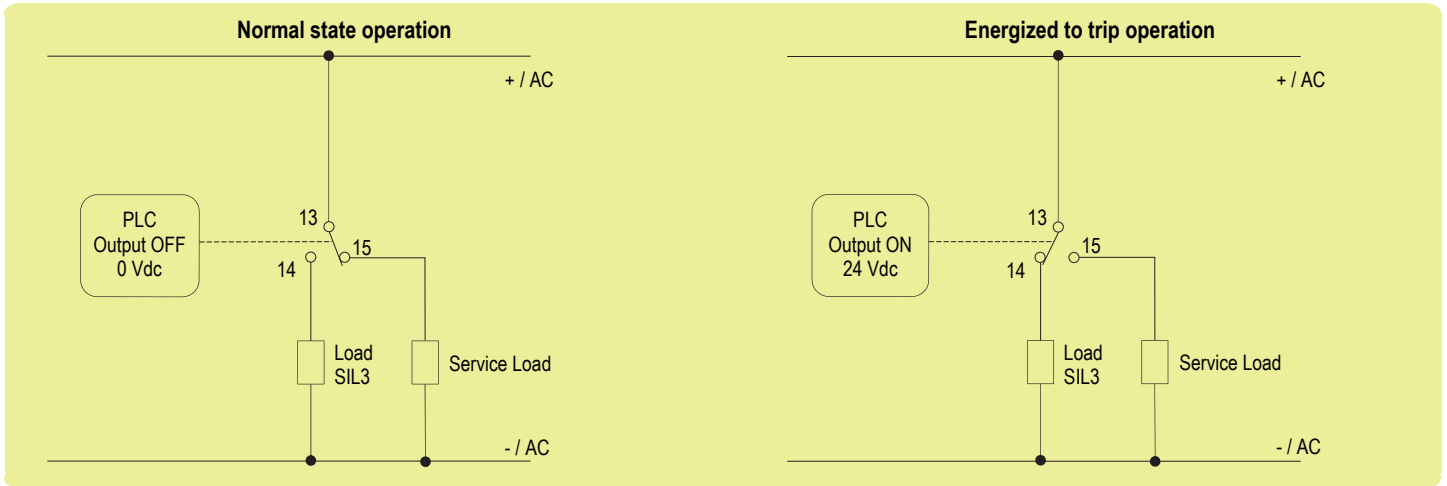 Normal state operation
+ / AC
PLC
Output OFF
0 Vdc
13
15
14
Load
SIL3
Service Load
- / AC
Energized to trip operation
+ / AC
PLC
Output ON
24 Vdc
13
15
14
Load
SIL3
Service Load
- / AC